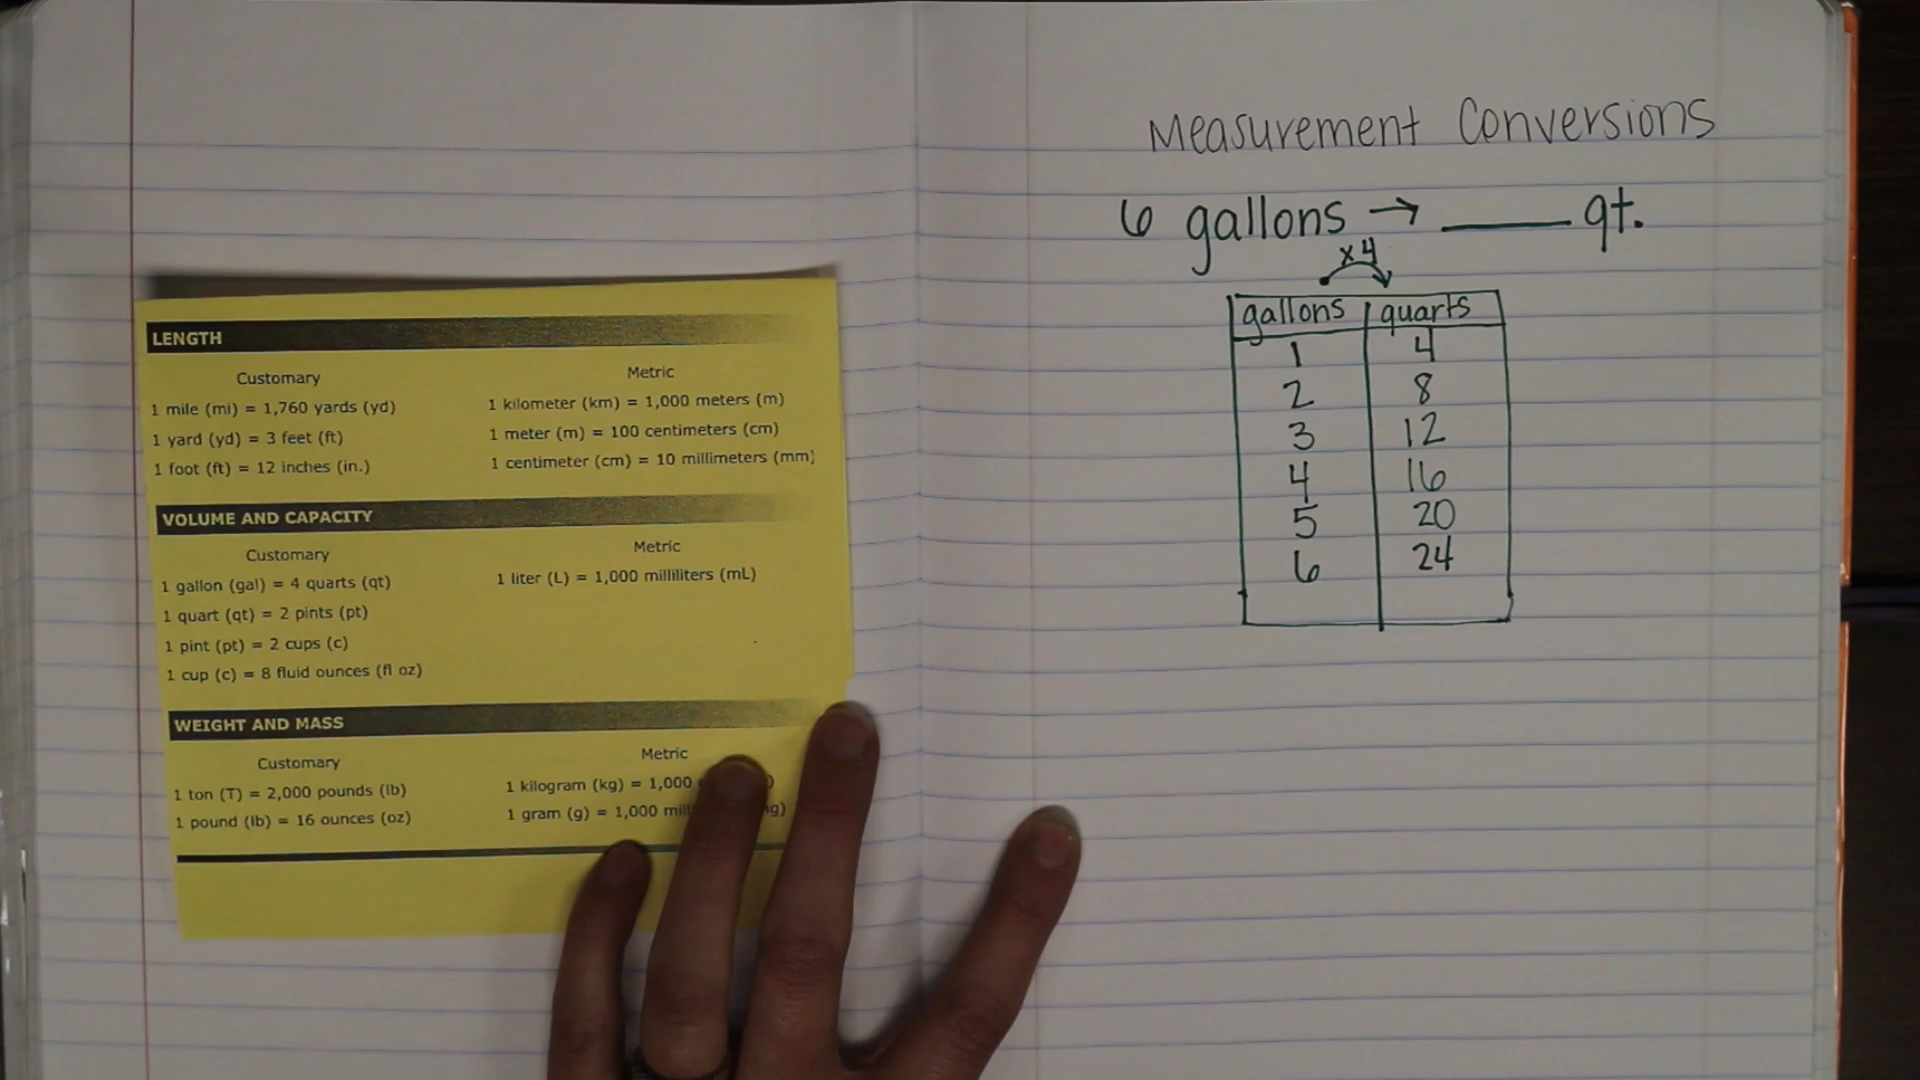 LENGTH
Customary
Metric
1 mile (mi) = 1,760 yards (yd)
1 kilometer (km) = 1,000 meters (m)
1 yard (yd) = 3 feet (ft)
1 meter (m) = 100 centimeters (cm)
1 foot (ft) = 12 inches (in.)
1 centimeter (cm) = 10 millimeters (mm)
VOLUME AND CAPACITY
Customary
Metric
1 gallon (gal) = 4 quarts (qt)
1 liter (L) = 1,000 milliliters (mL)
1 quart (qt) = 2 pints (pt)
1 pint (pt) = 2 cups (c)
1 cup (c) = 8 fluid ounces (fl oz)
WEIGHT AND MASS
Customary
Metric
1 ton (T) = 2,000 pounds (lb)
1 kilogram (kg) = 1,000
1 pound (lb) = 16 ounces (oz)
1 gram (g) = 1,000
Measurement Conversions
6 gallons → ____ qt.
x4
gallons quarts
1 4
2 8
3 12
4 16
5 20
6 24